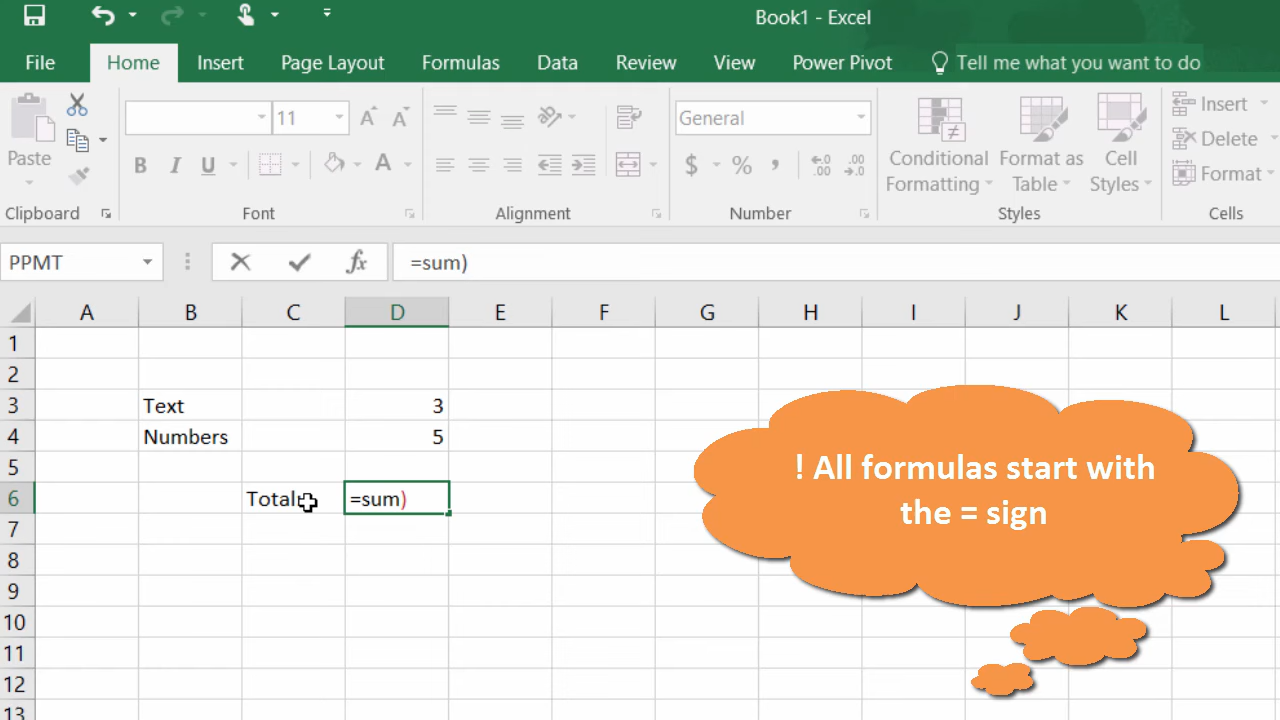 Book1 - Excel
File Home Insert Page Layout Formulas Data Review View Power Pivot Tell me what you want to do
Paste
Clipboard
11
B I U A
Font
Alignment
General
$ % ,
Number
Conditional Formatting
Format as Table
Cell Styles
Styles
Insert
Delete
Format
Cells
PPMT fx =sum)
A B C D E F G H I J K L
1
2
3 Text 3
4 Numbers 5
5
6 Total =sum)
7
8
9
10
11
12
13
! All formulas start with
the = sign